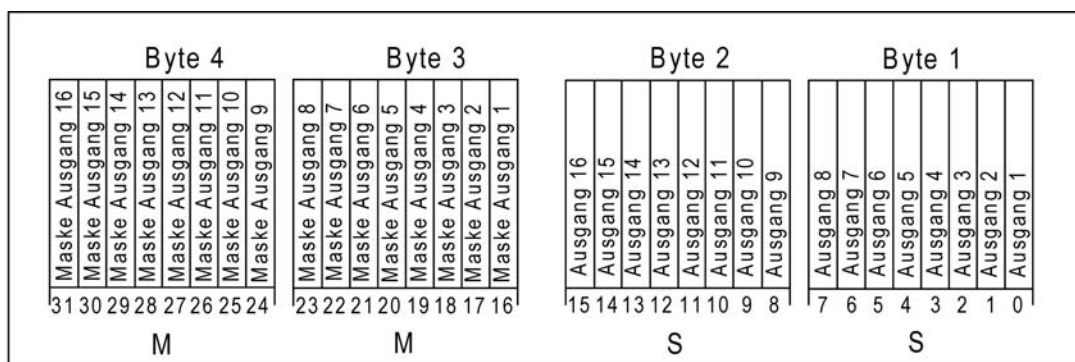 Byte 4 Byte 3 Byte 2 Byte 1
Maske Ausgang 16
Maske Ausgang 15
Maske Ausgang 14
Maske Ausgang 13
Maske Ausgang 12
Maske Ausgang 11
Maske Ausgang 10
Maske Ausgang 9
Maske Ausgang 8
Maske Ausgang 7
Maske Ausgang 6
Maske Ausgang 5
Maske Ausgang 4
Maske Ausgang 3
Maske Ausgang 2
Maske Ausgang 1
Ausgang 16
Ausgang 15
Ausgang 14
Ausgang 13
Ausgang 12
Ausgang 11
Ausgang 10
Ausgang 9
Ausgang 8
Ausgang 7
Ausgang 6
Ausgang 5
Ausgang 4
Ausgang 3
Ausgang 2
Ausgang 1
31 30 29 28 27 26 25 24 23 22 21 20 19 18 17 16 15 14 13 12 11 10 9 8 7 6 5 4 3 2 1 0
M M S S